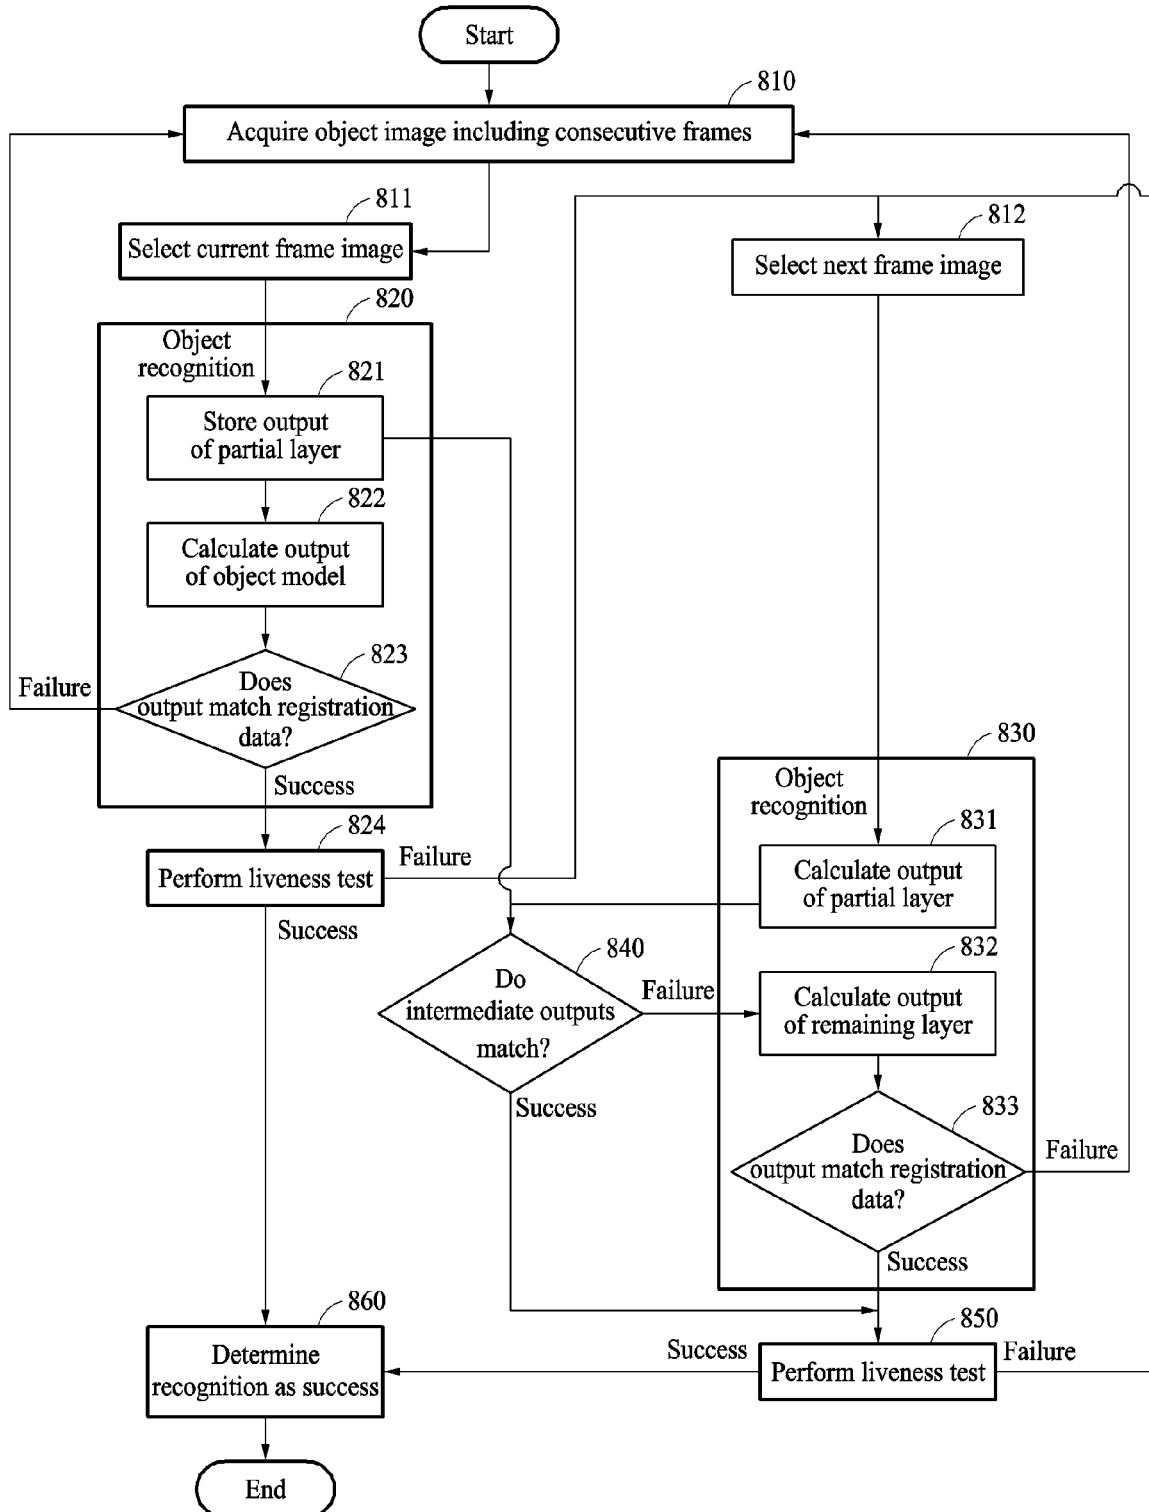 Start
810
Acquire object image including consecutive frames
811
Select current frame image
812
Select next frame image
820
Object
recognition
821
Store output
of partial layer
822
Calculate output
of object model
823
Does
output match registration
data?
Failure
Success
824
Perform liveness test
Failure
Success
830
Object
recognition
831
Calculate output
of partial layer
840
Do
intermediate outputs
match?
Failure
Success
832
Calculate output
of remaining layer
833
Does
output match registration
data?
Failure
Success
850
Perform liveness test
Success
Failure
860
Determine
recognition as success
End